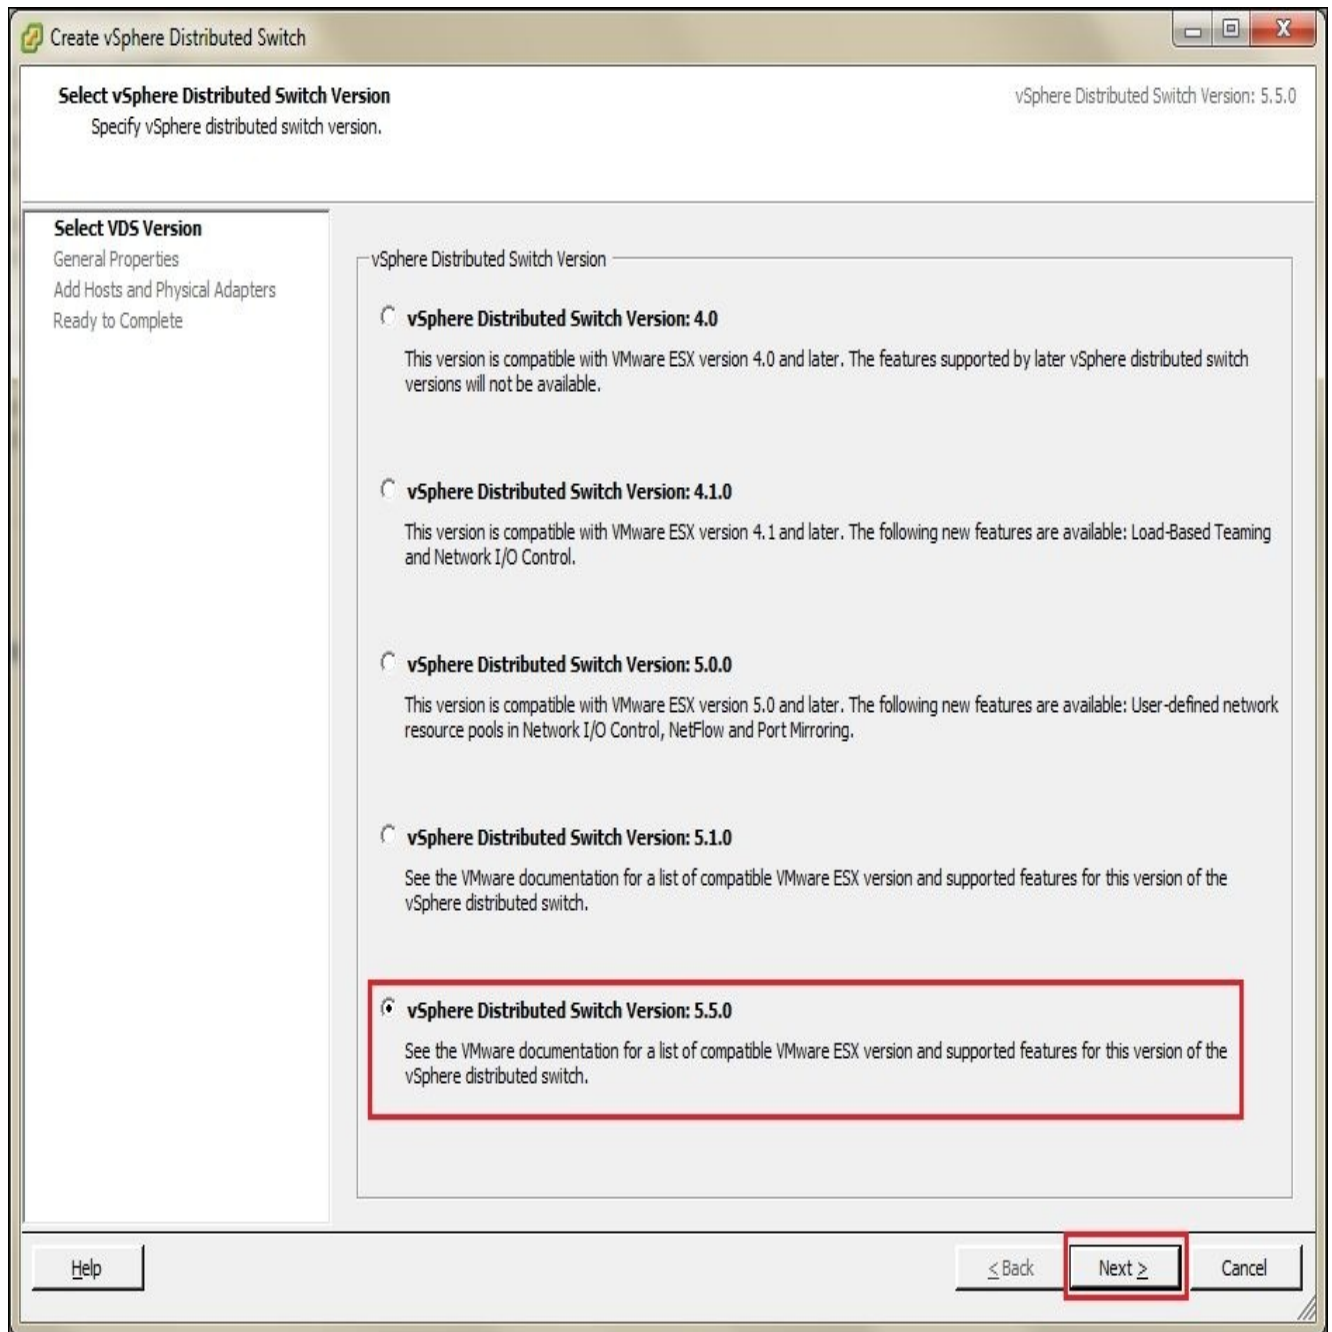 Create vSphere Distributed Switch
X
Select vSphere Distributed Switch Version
vSphere Distributed Switch Version: 5.5.0
Specify vSphere distributed switch version.
Select VDS Version
General Properties
Add Hosts and Physical Adapters
Ready to Complete
vSphere Distributed Switch Version
vSphere Distributed Switch Version: 4.0
This version is compatible with VMware ESX version 4.0 and later. The features supported by later vSphere distributed switch
versions will not be available.
vSphere Distributed Switch Version: 4.1.0
This version is compatible with VMware ESX version 4.1 and later. The following new features are available: Load-Based Teaming
and Network I/O Control.
vSphere Distributed Switch Version: 5.0.0
This version is compatible with VMware ESX version 5.0 and later. The following new features are available: User-defined network
resource pools in Network I/O Control, NetFlow and Port Mirroring.
vSphere Distributed Switch Version: 5.1.0
See the VMware documentation for a list of compatible VMware ESX version and supported features for this version of the
vSphere distributed switch.
vSphere Distributed Switch Version: 5.5.0
See the VMware documentation for a list of compatible VMware ESX version and supported features for this version of the
vSphere distributed switch.
Help
< Back
Next >
Cancel